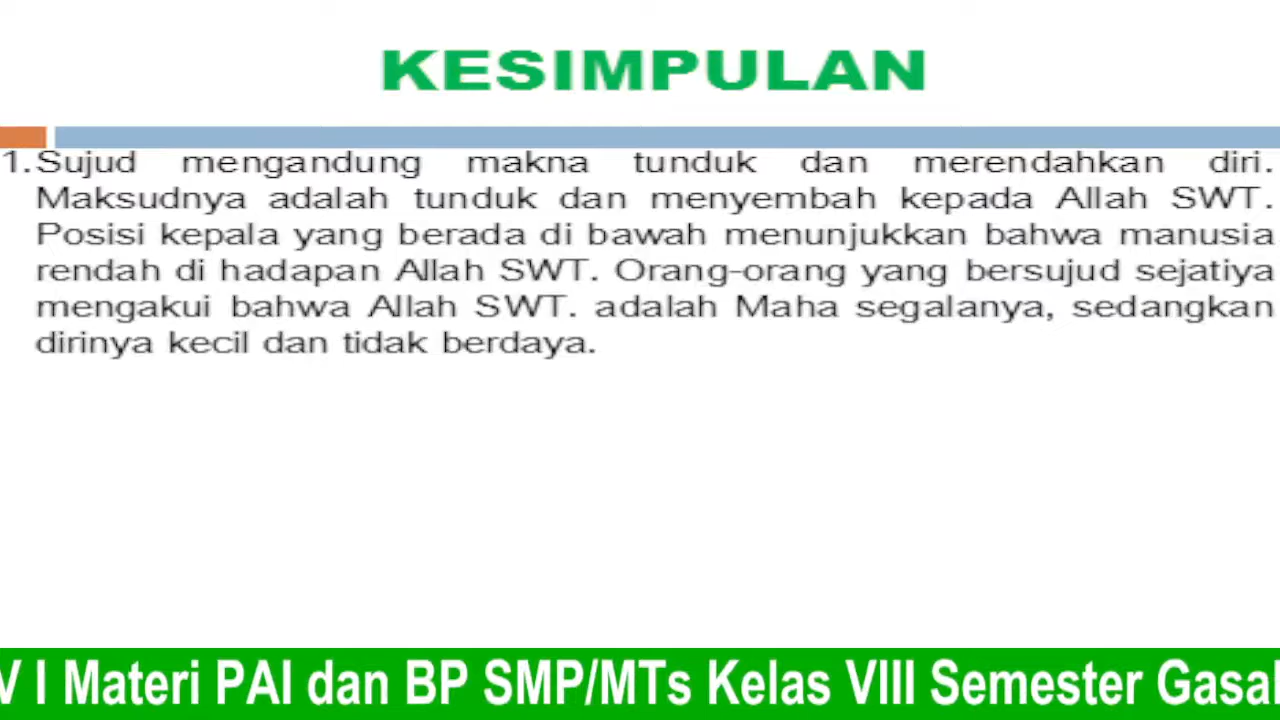 KESIMPULAN
1. Sujud mengandung makna tunduk dan merendahkan diri.
Maksudnya adalah tunduk dan menyembah kepada Allah SWT.
Posisi kepala yang berada di bawah menunjukkan bahwa manusia
rendah di hadapan Allah SWT. Orang-orang yang bersujud sejatiya
mengakui bahwa Allah SWT. adalah Maha segalanya, sedangkan
dirinya kecil dan tidak berdaya.
V I Materi PAI dan BP SMP/MTs Kelas VIII Semester Gasal